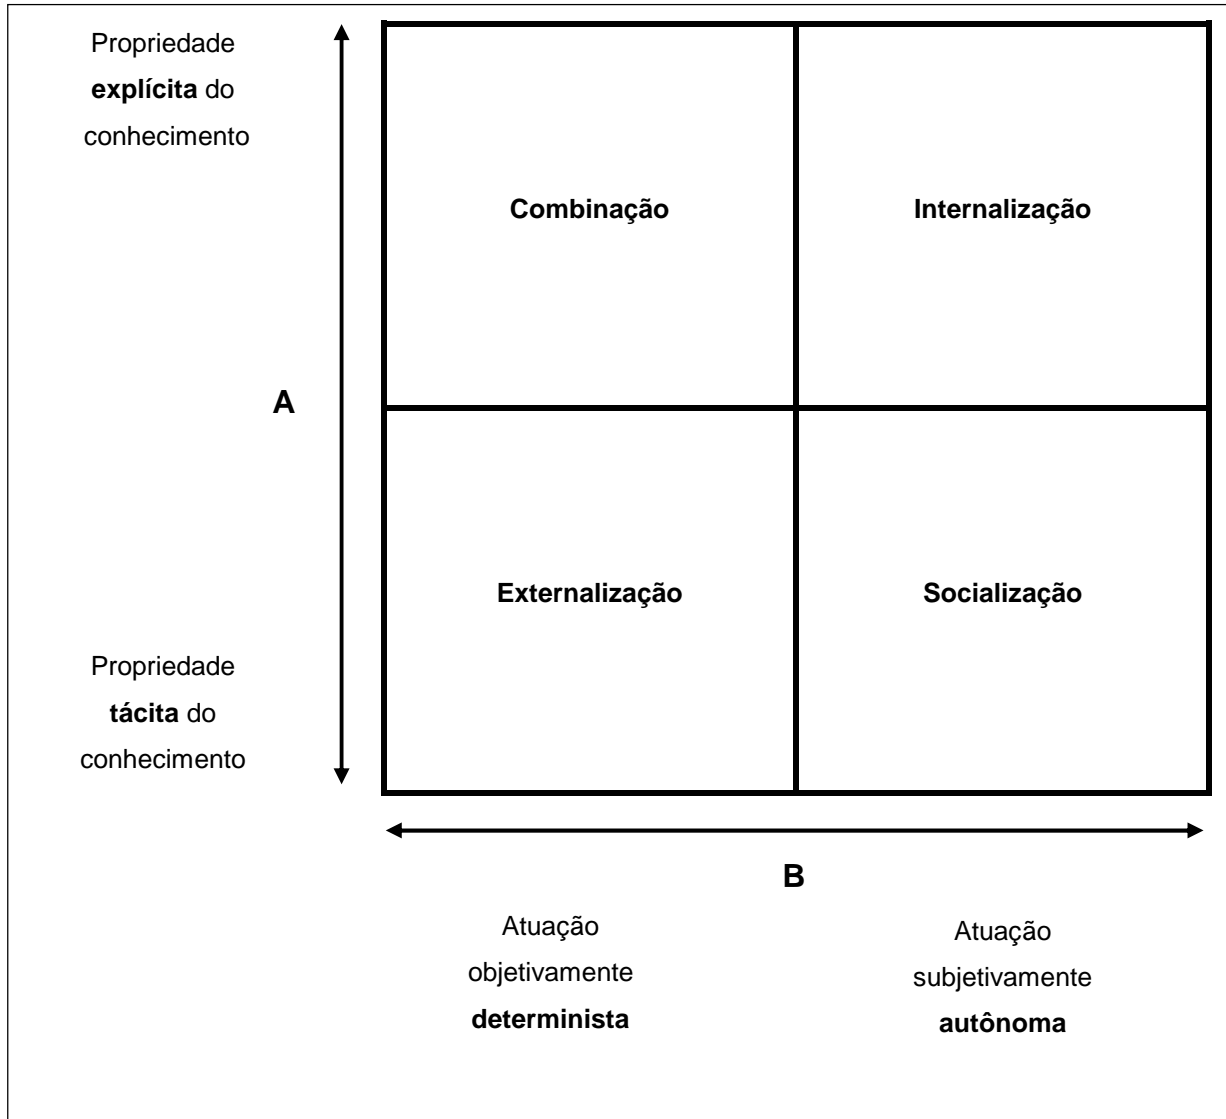 Propriedade
explícita do
conhecimento
Combinação
Internalização
A
Externalização
Socialização
Propriedade
tácita do
conhecimento
B
Atuação
objetivamente
determinista
Atuação
subjetivamente
autônoma